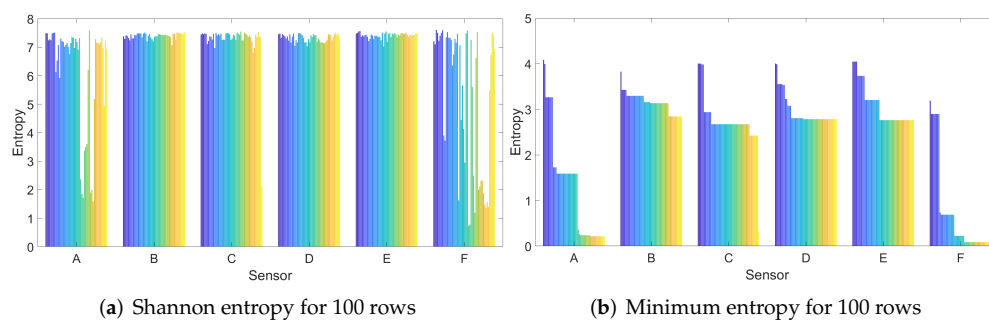 8
7
6
5
4
3
2
1
0
Entropy
A B C D E F
Sensor
5
4
3
2
1
0
Entropy
A B C D E F
Sensor
(a) Shannon entropy for 100 rows
(b) Minimum entropy for 100 rows